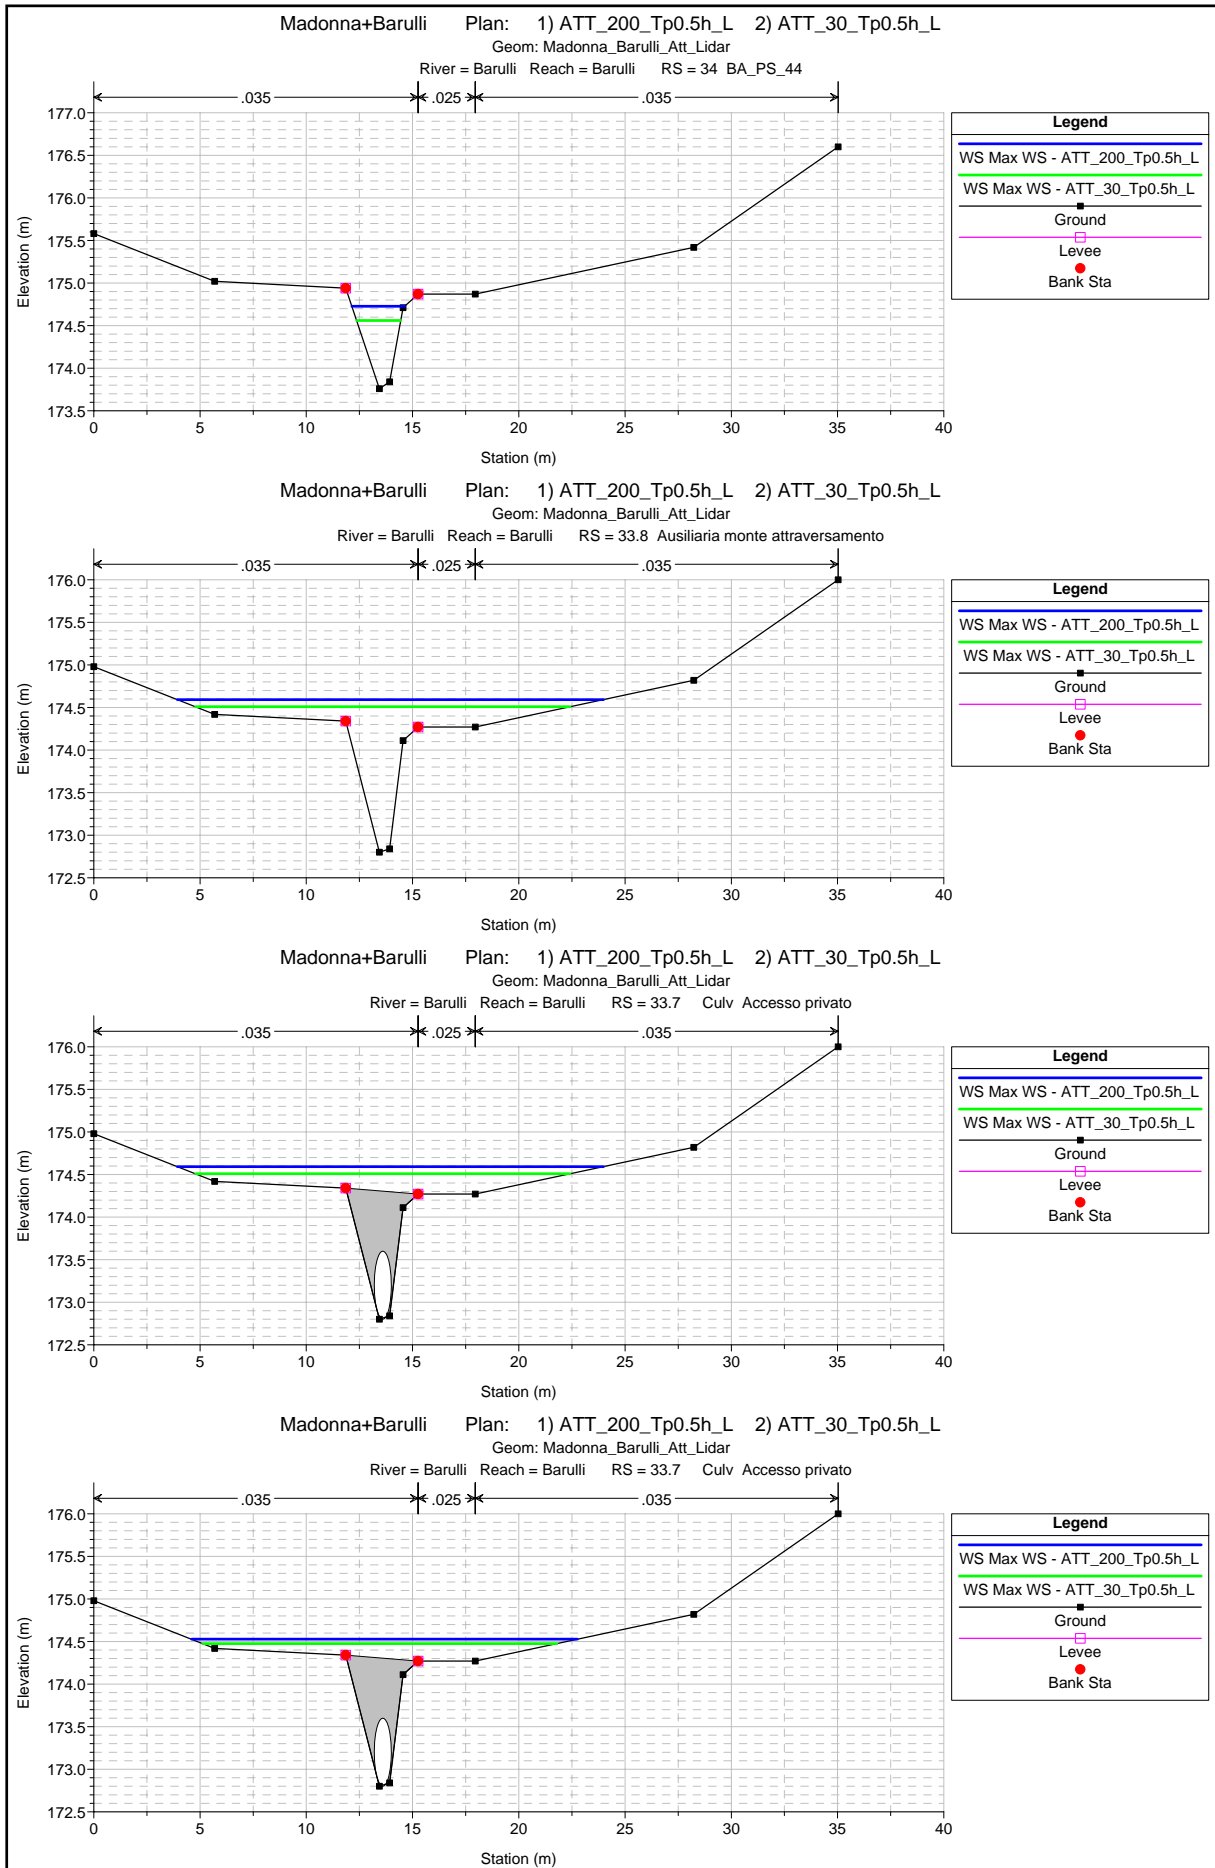 Madonna+Barulli Plan: 1) ATT_200_Tp0.5h_L 2) ATT_30_Tp0.5h_L
Geom: Madonna_Barulli_Att_Lidar
River = Barulli Reach = Barulli RS = 34 BA_PS_44
.035 .025 .035
177.0
176.5
176.0
175.5
175.0
174.5
174.0
173.5
Elevation (m)
0 5 10 15 20 25 30 35 40
Station (m)
Legend
WS Max WS - ATT_200_Tp0.5h_L
WS Max WS - ATT_30_Tp0.5h_L
Ground
Levee
Bank Sta
Madonna+Barulli Plan: 1) ATT_200_Tp0.5h_L 2) ATT_30_Tp0.5h_L
Geom: Madonna_Barulli_Att_Lidar
River = Barulli Reach = Barulli RS = 33.8 Ausiliaria monte attraversamento
.035 .025 .035
176.0
175.5
175.0
174.5
174.0
173.5
173.0
172.5
Elevation (m)
0 5 10 15 20 25 30 35 40
Station (m)
Legend
WS Max WS - ATT_200_Tp0.5h_L
WS Max WS - ATT_30_Tp0.5h_L
Ground
Levee
Bank Sta
Madonna+Barulli Plan: 1) ATT_200_Tp0.5h_L 2) ATT_30_Tp0.5h_L
Geom: Madonna_Barulli_Att_Lidar
River = Barulli Reach = Barulli RS = 33.7 Culv Accesso privato
.035 .025 .035
176.0
175.5
175.0
174.5
174.0
173.5
173.0
172.5
Elevation (m)
0 5 10 15 20 25 30 35 40
Station (m)
Legend
WS Max WS - ATT_200_Tp0.5h_L
WS Max WS - ATT_30_Tp0.5h_L
Ground
Levee
Bank Sta
Madonna+Barulli Plan: 1) ATT_200_Tp0.5h_L 2) ATT_30_Tp0.5h_L
Geom: Madonna_Barulli_Att_Lidar
River = Barulli Reach = Barulli RS = 33.7 Culv Accesso privato
.035 .025 .035
176.0
175.5
175.0
174.5
174.0
173.5
173.0
172.5
Elevation (m)
0 5 10 15 20 25 30 35 40
Station (m)
Legend
WS Max WS - ATT_200_Tp0.5h_L
WS Max WS - ATT_30_Tp0.5h_L
Ground
Levee
Bank Sta